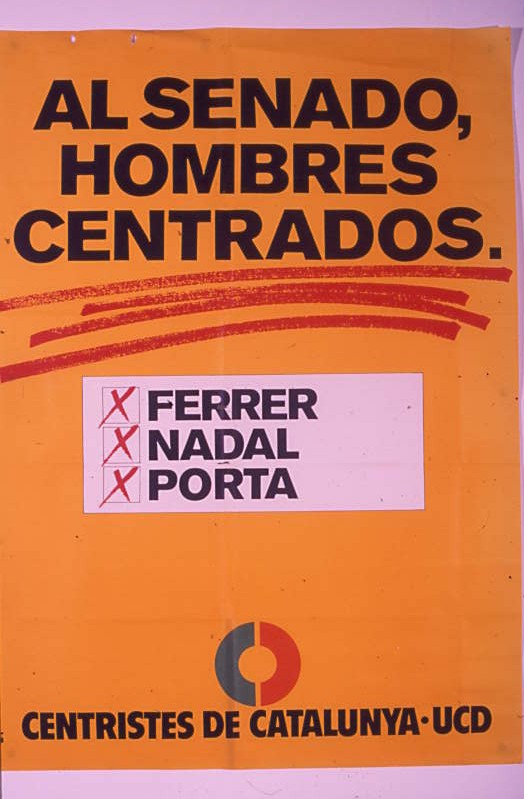 AL SENADO,
HOMBRES
CENTRADOS.
FERRER
NADAL
PORTA
CENTRISTES DE CATALUNYA·UCD